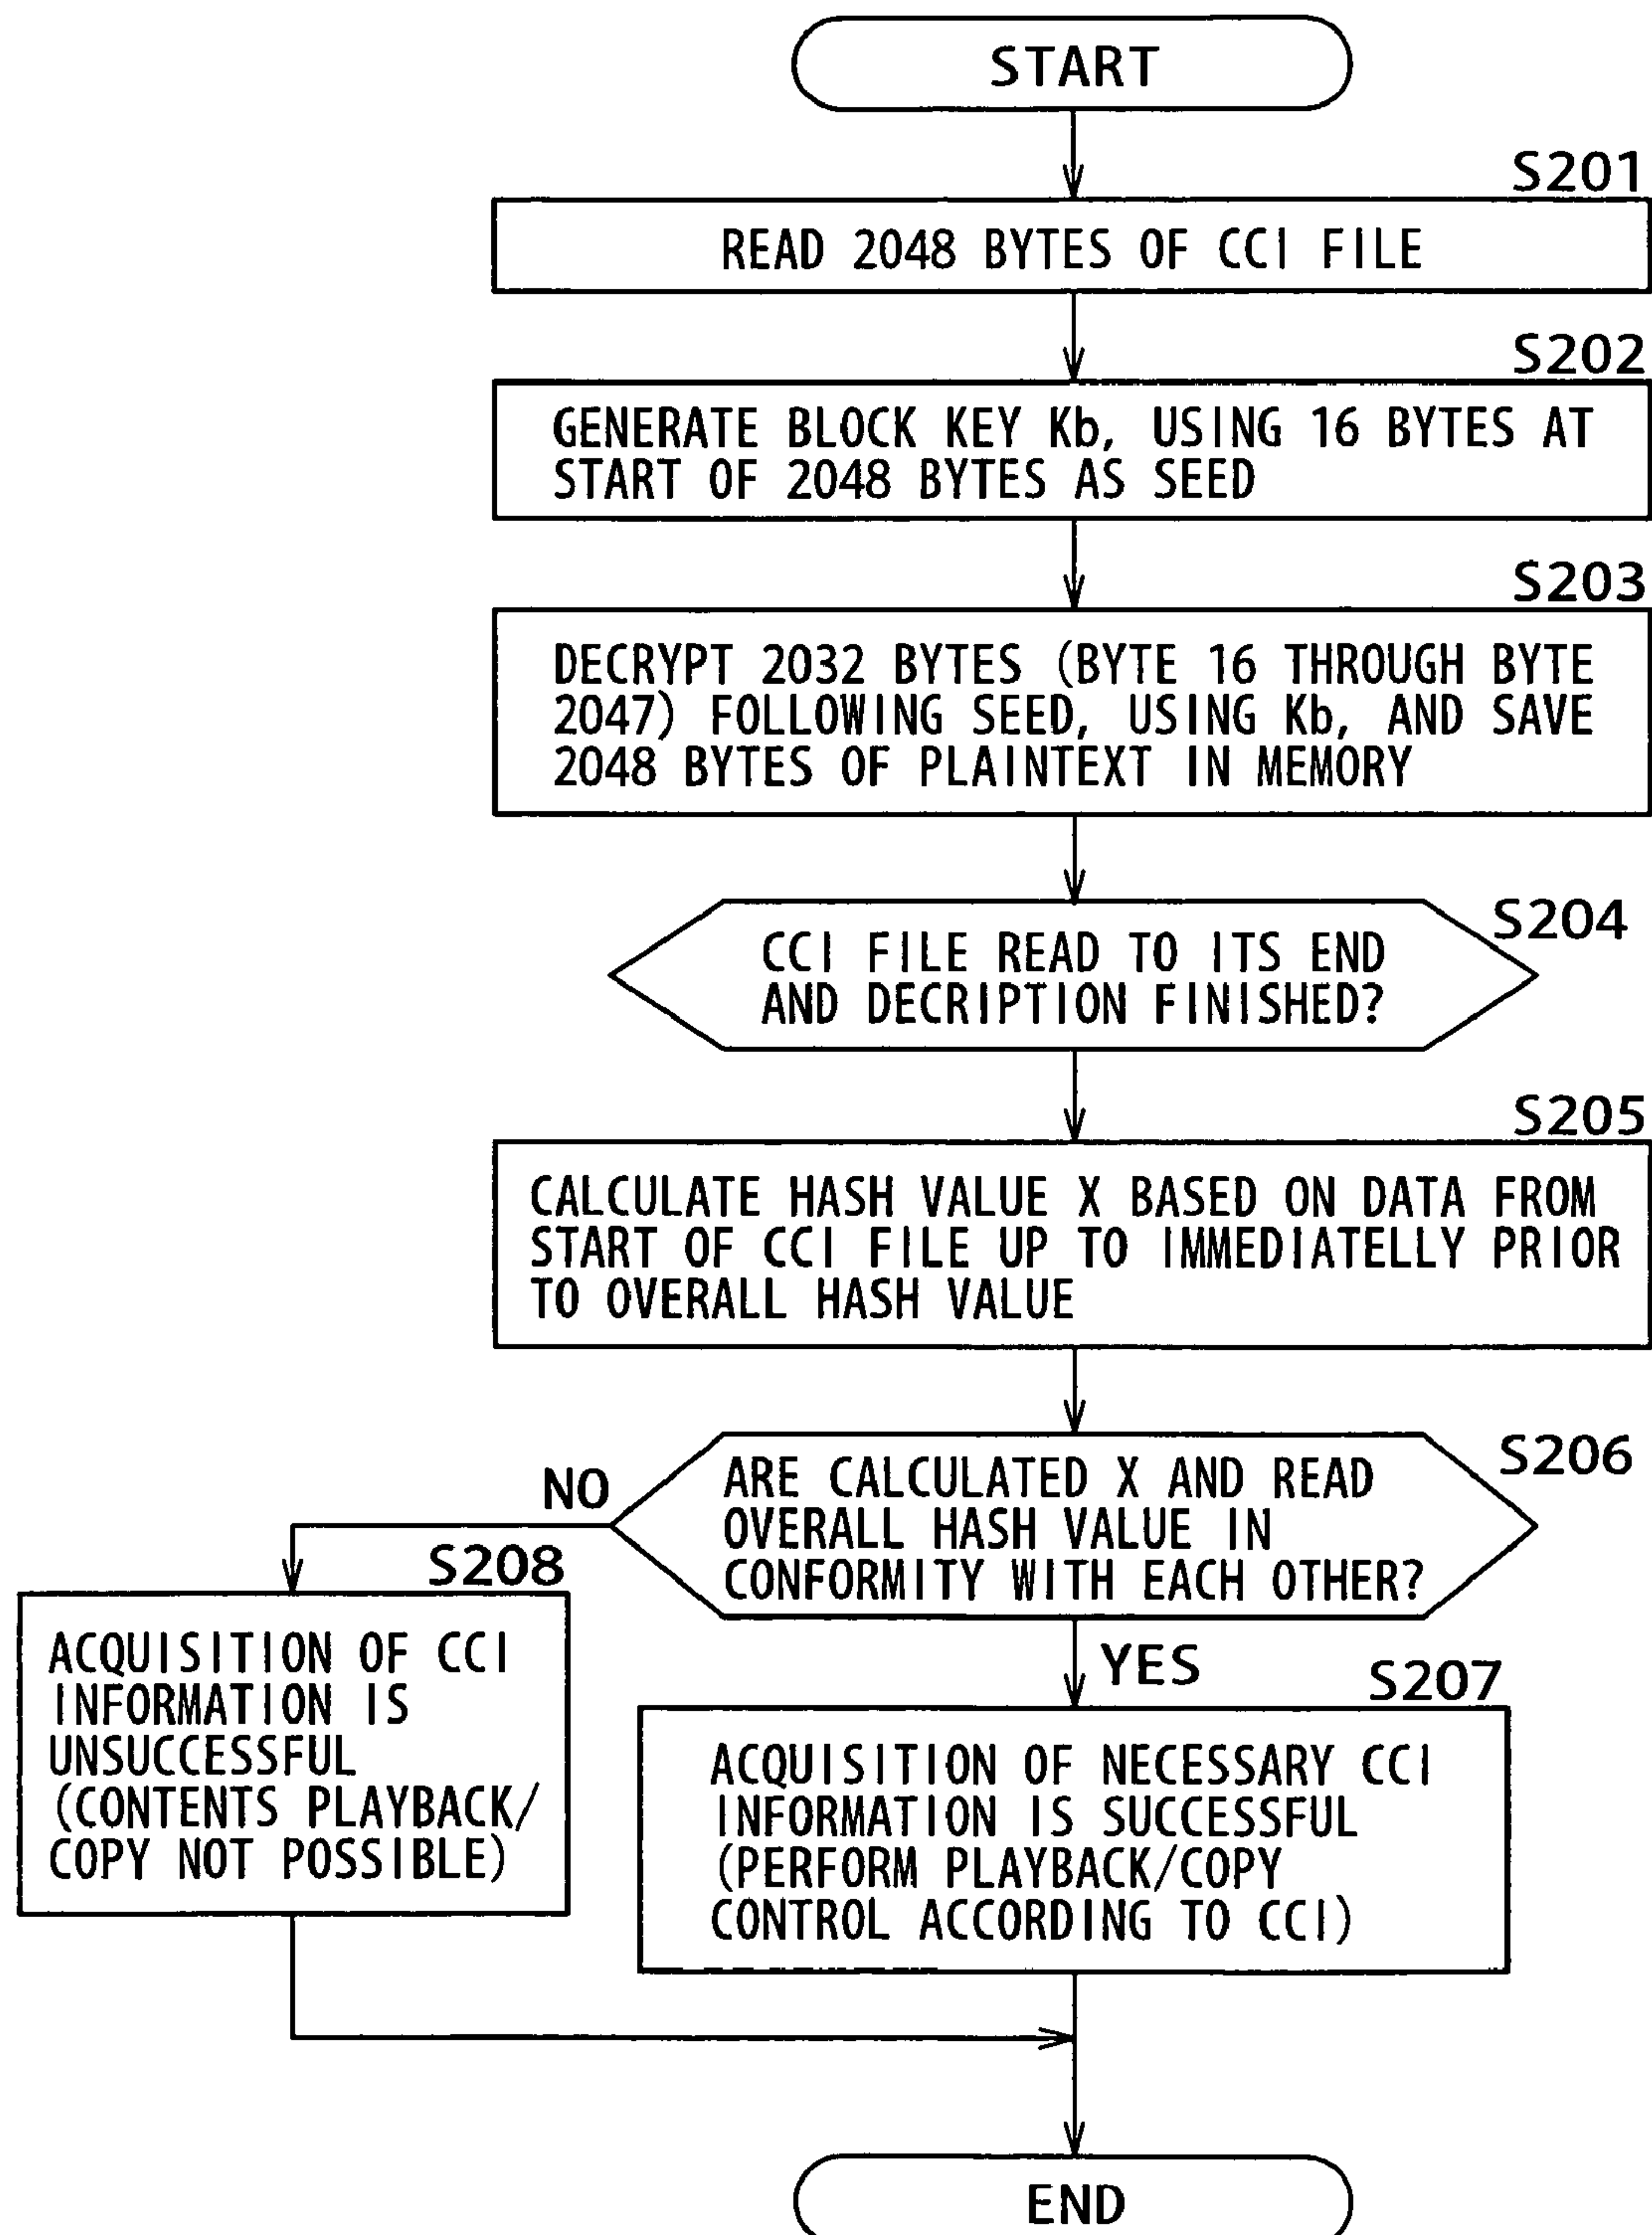 START
S201
READ 2048 BYTES OF CCI FILE
S202
GENERATE BLOCK KEY Kb, USING 16 BYTES AT
START OF 2048 BYTES AS SEED
S203
DECRYPT 2032 BYTES (BYTE 16 THROUGH BYTE
2047) FOLLOWING SEED, USING Kb, AND SAVE
2048 BYTES OF PLAINTEXT IN MEMORY
S204
CCI FILE READ TO ITS END
AND DECRIPTION FINISHED?
S205
CALCULATE HASH VALUE X BASED ON DATA FROM
START OF CCI FILE UP TO IMMEDIATELLY PRIOR
TO OVERALL HASH VALUE
S206
ARE CALCULATED X AND READ
OVERALL HASH VALUE IN
CONFORMITY WITH EACH OTHER?
NO
S208
ACQUISITION OF CCI
INFORMATION IS
UNSUCCESSFUL
(CONTENTS PLAYBACK/
COPY NOT POSSIBLE)
YES
S207
ACQUISITION OF NECESSARY CCI
INFORMATION IS SUCCESSFUL
(PERFORM PLAYBACK/COPY
CONTROL ACCORDING TO CCI)
END